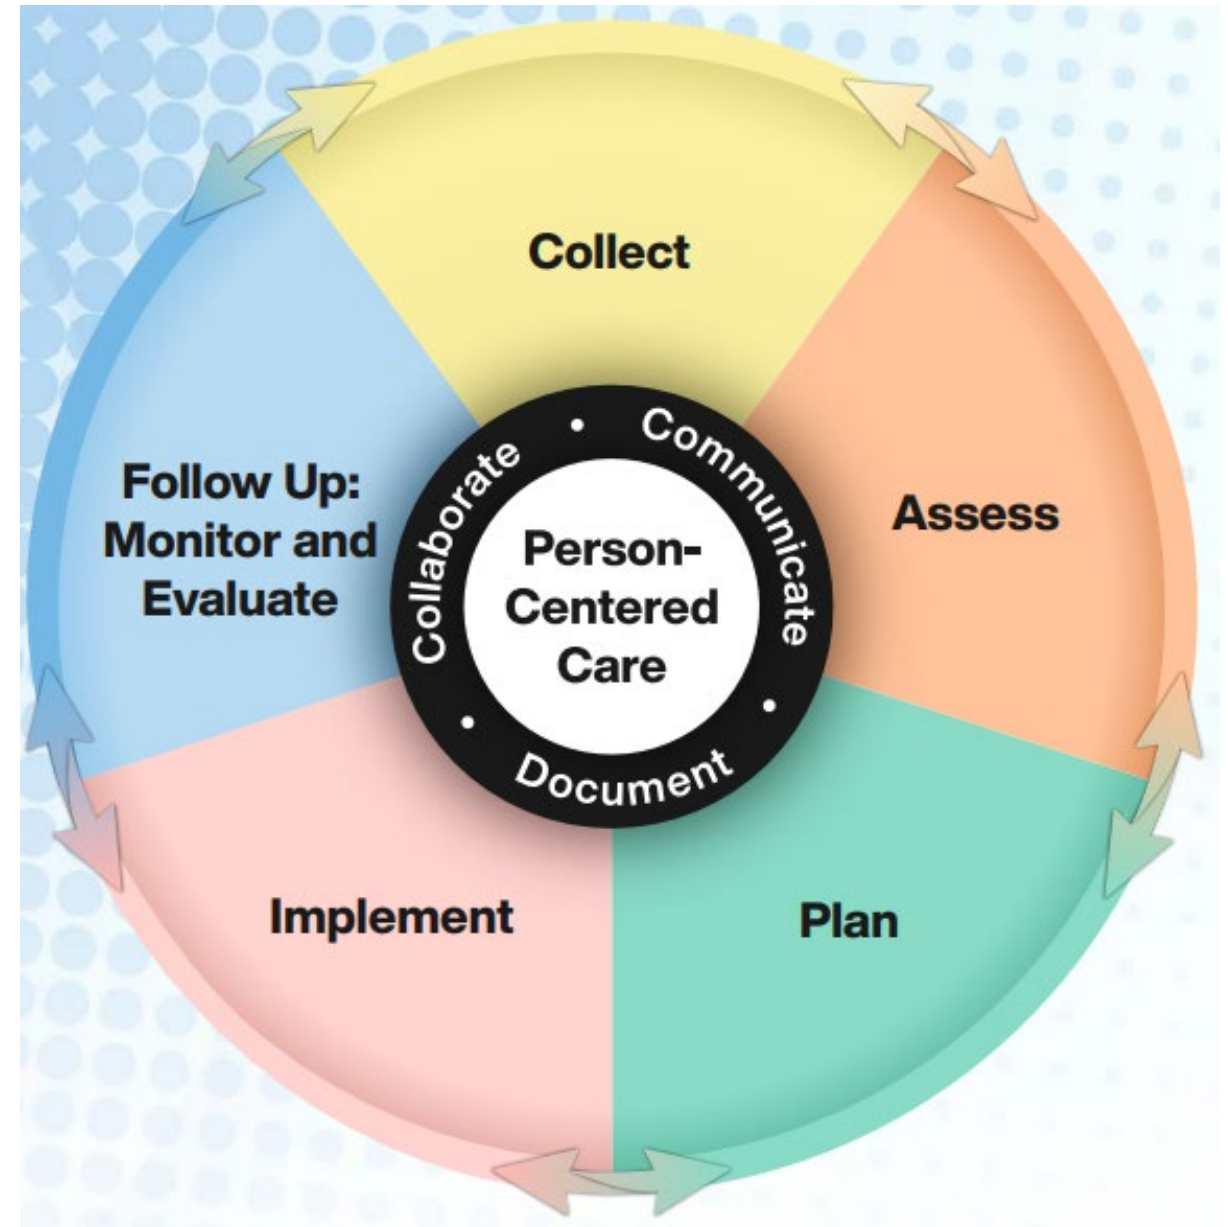 Collect
Assess
Plan
Implement
Follow Up:
Monitor and
Evaluate
Collaborate • Communicate • Document •
Person-
Centered
Care